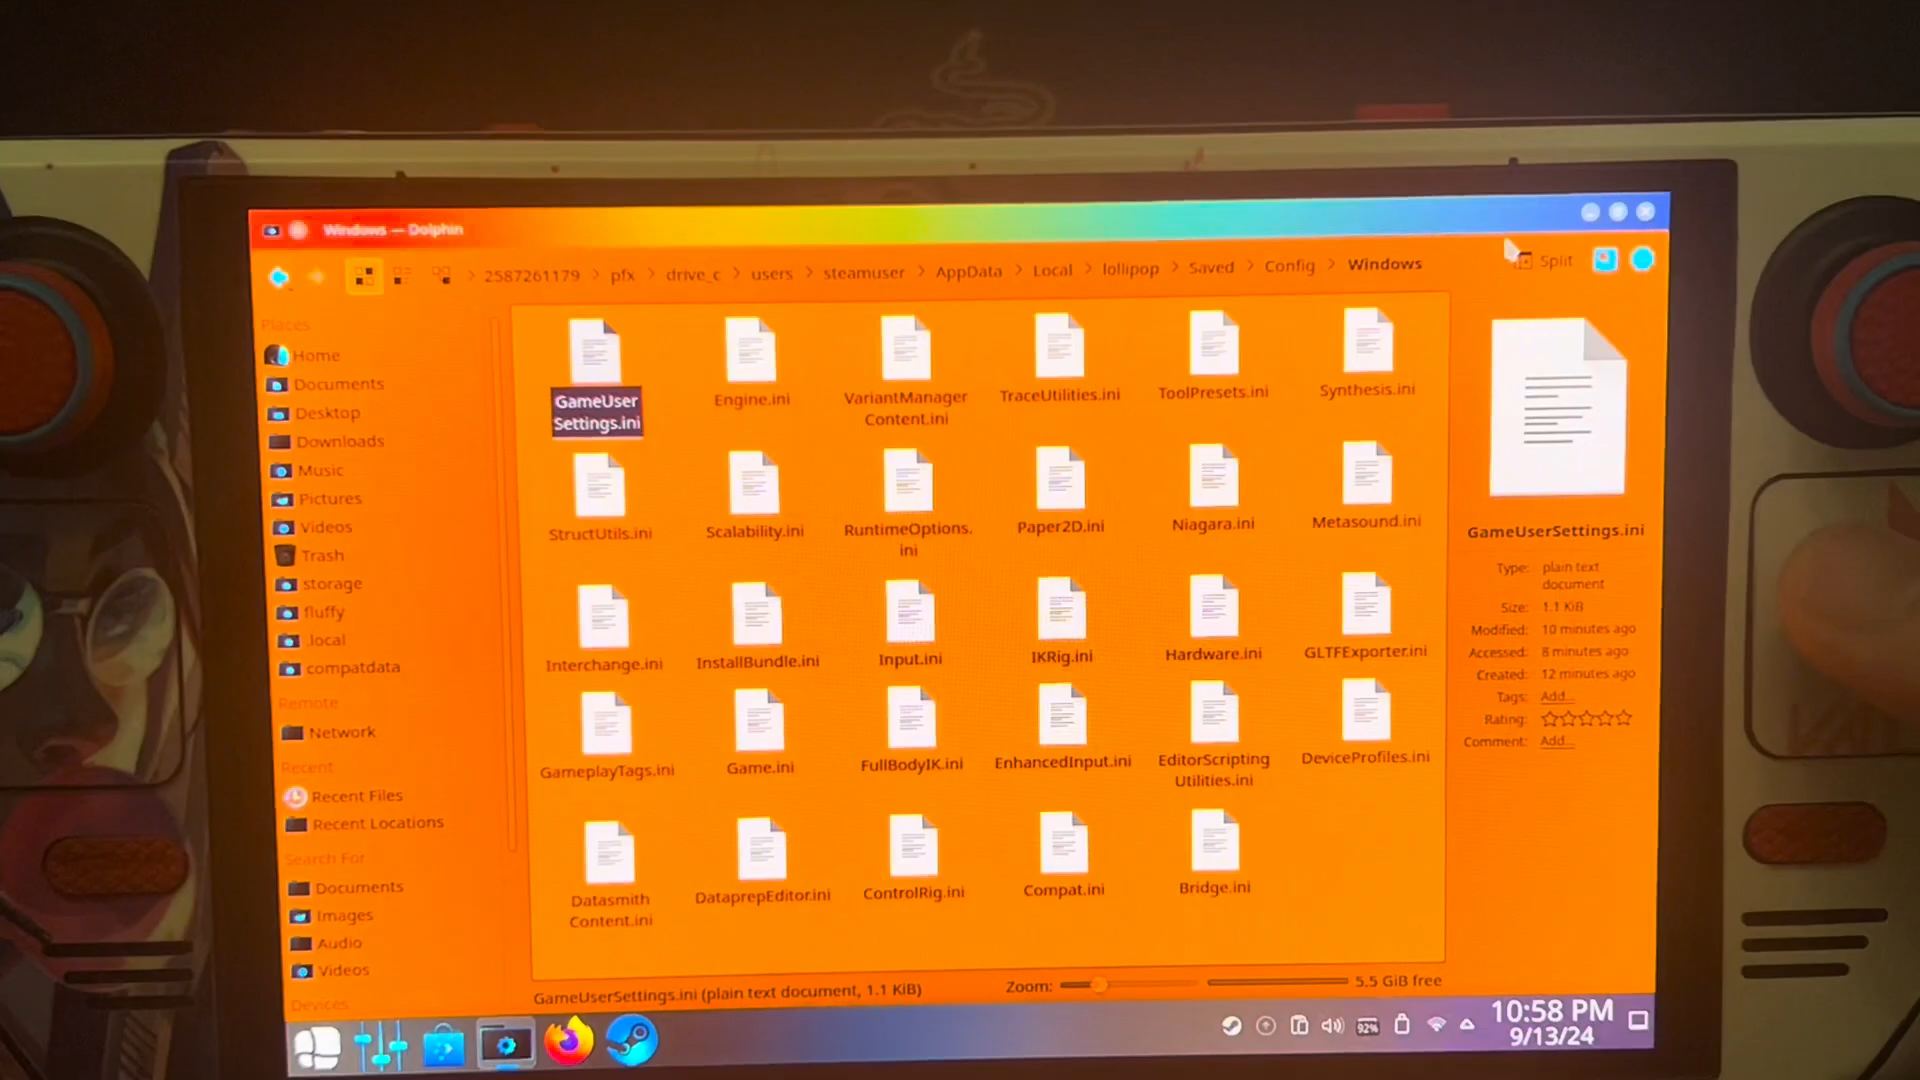 Windows — Dolphin
2587261179 > pfx > drive_c > users > steamuser > AppData > Local > lollipop > Saved > Config > Windows
Split
Places
Home
Documents
Desktop
Downloads
Music
Pictures
Videos
Trash
storage
fluffy
.local
compatdata
Remote
Network
Recent
Recent Files
Recent Locations
Search For
Documents
Images
Audio
Videos
Devices
GameUser
Settings.ini
Engine.ini
VariantManager
Content.ini
TraceUtilities.ini
ToolPresets.ini
Synthesis.ini
StructUtils.ini
Scalability.ini
RuntimeOptions.
ini
Paper2D.ini
Niagara.ini
Metasound.ini
Interchange.ini
InstallBundle.ini
Input.ini
IKRig.ini
Hardware.ini
GLTFExporter.ini
GameplayTags.ini
Game.ini
FullBodyIK.ini
EnhancedInput.ini
EditorScripting
Utilities.ini
DeviceProfiles.ini
Datasmith
Content.ini
DataprepEditor.ini
ControlRig.ini
Compat.ini
Bridge.ini
GameUserSettings.ini
Type: plain text
document
Size: 1.1 KiB
Modified: 10 minutes ago
Accessed: 8 minutes ago
Created: 12 minutes ago
Tags: Add...
Rating:
Comment: Add...
GameUserSettings.ini (plain text document, 1.1 KiB)
Zoom:
5.5 GiB free
92%
10:58 PM
9/13/24